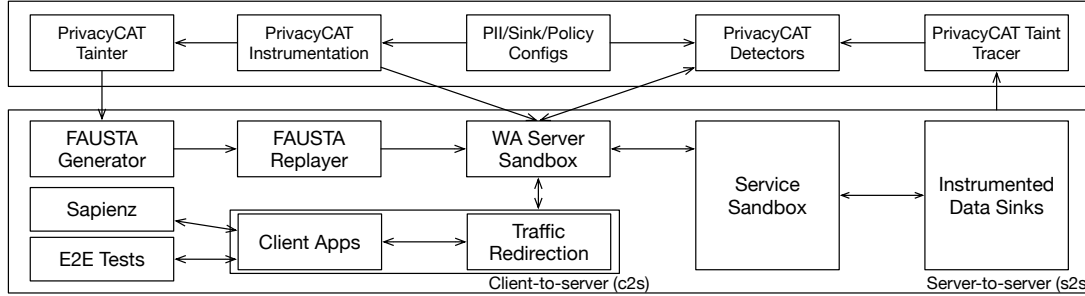 PrivacyCAT
Tainter
PrivacyCAT
Instrumentation
PII/Sink/Policy
Configs
PrivacyCAT
Detectors
PrivacyCAT Taint
Tracer
FAUSTA
Generator
FAUSTA
Replayer
WA Server
Sandbox
Service
Sandbox
Instrumented
Data Sinks
Sapienz
E2E Tests
Client Apps
Traffic
Redirection
Client-to-server (c2s)
Server-to-server (s2s)